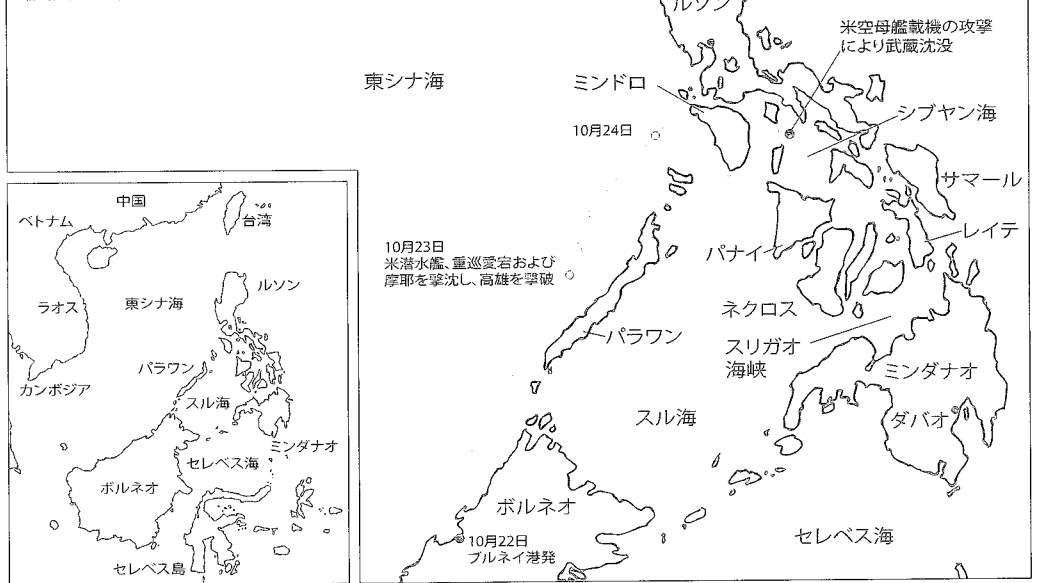 ルソン
米空母艦載機の攻撃
により武蔵沈没
東シナ海
ミンドロ
シブヤン海
10月24日
サマール
レイテ
10月23日
米潜水艦、重巡愛宕および
摩耶を撃沈し、高雄を撃破
パナイ
ネクロス
パラワン
スリガオ
海峡
ミンダナオ
スル海
ダバオ
ボルネオ
10月22日
ブルネイ港発
セレベス海
中国
ベトナム
台湾
ルソン
ラオス
東シナ海
パラワン
カンボジア
スル海
ミンダナオ
セレベス海
ボルネオ
セレベス島